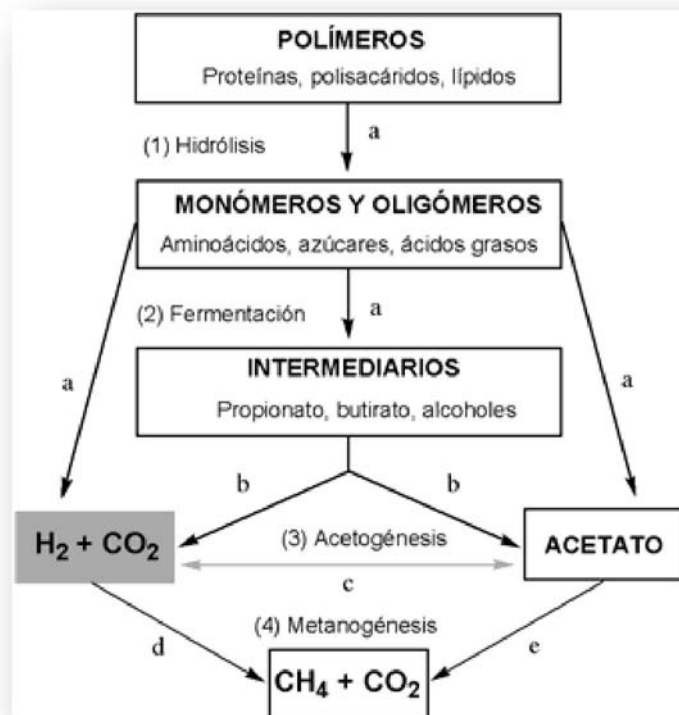 POLÍMEROS
Proteínas, polisacáridos, lípidos
a
(1) Hidrólisis
MONÓMEROS Y OLIGÓMEROS
Aminoácidos, azúcares, ácidos grasos
(2) Fermentación
a
INTERMEDIARIOS
Propionato, butirato, alcoholes
a
a
b
b
H₂ + CO₂
(3) Acetogénesis
ACETATO
c
(4) Metanogénesis
d
e
CH₄ + CO₂